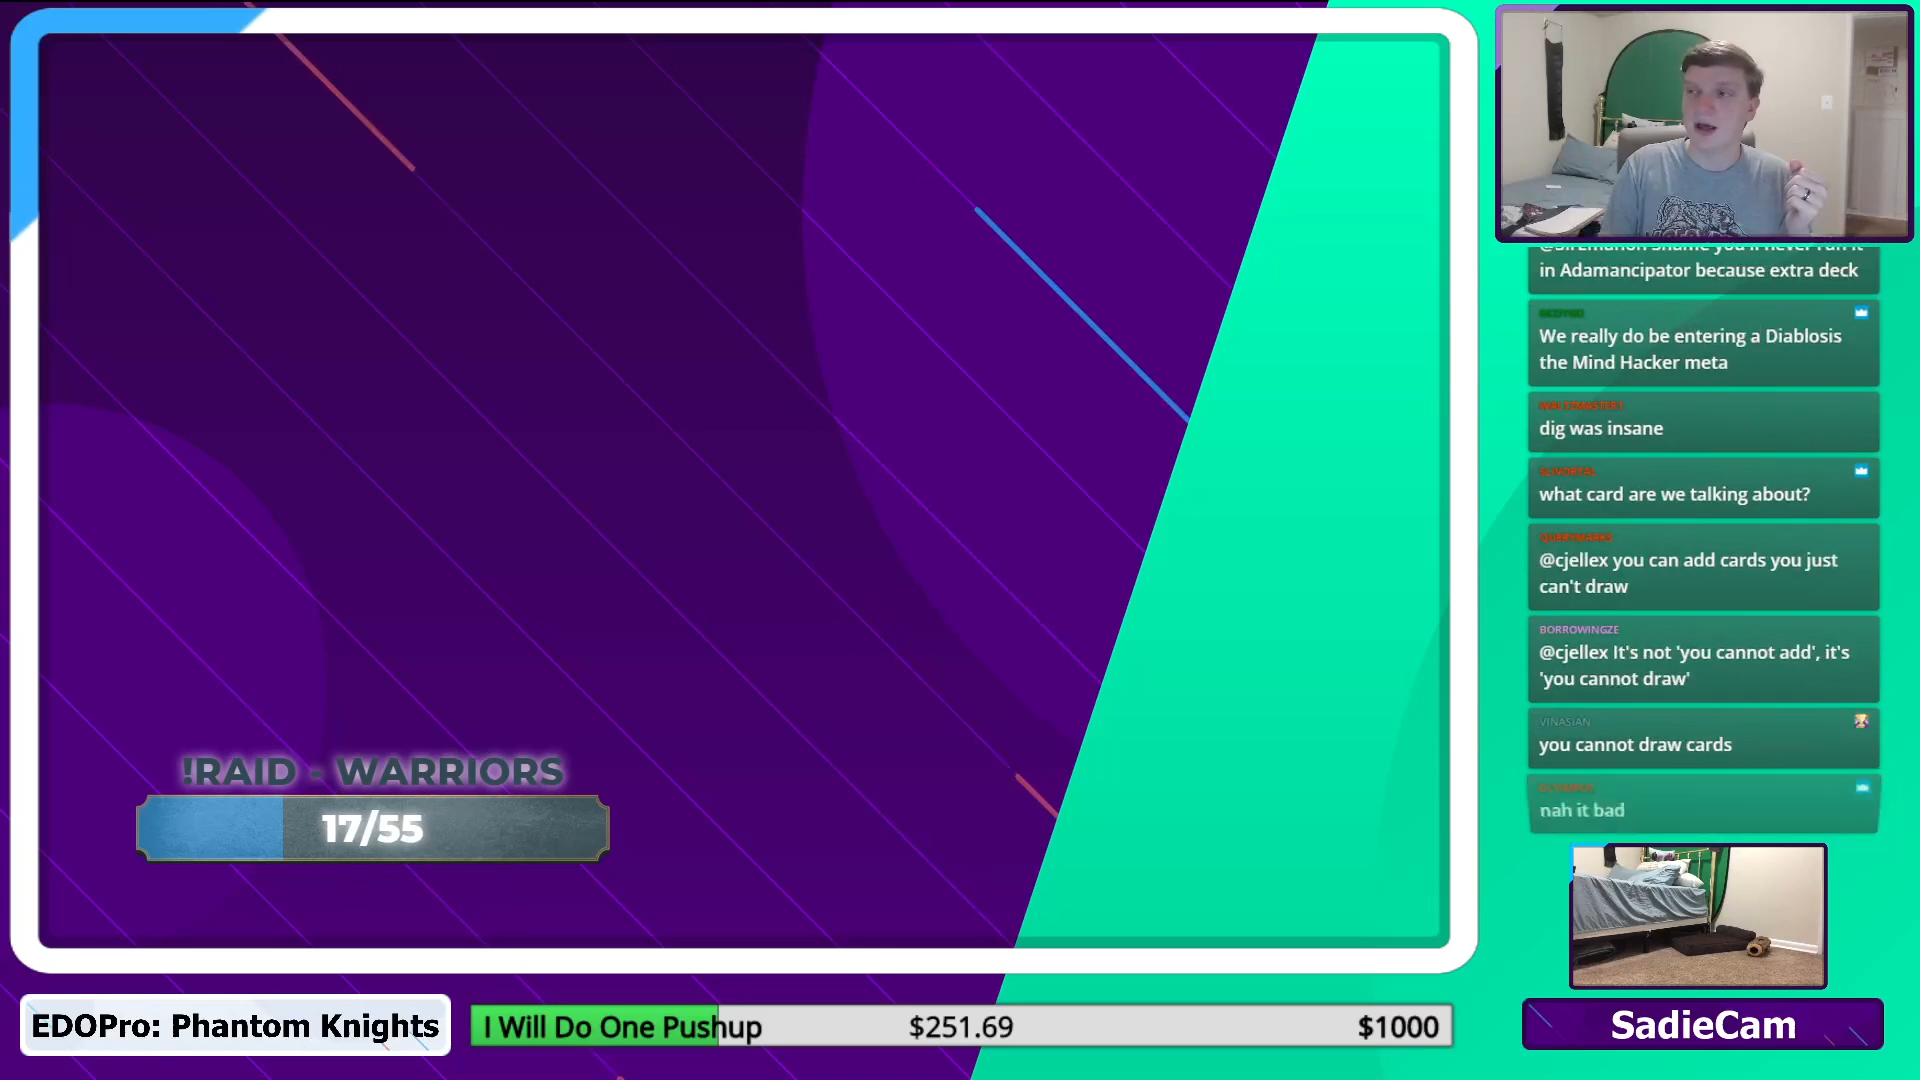 in Adamancipator because extra deck
We really do be entering a Diablosis
the Mind Hacker meta
WALTZMASTER1
dig was insane
what card are we talking about?
@cjellex you can add cards you just
can't draw
BORROWINGZE
@cjellex It's not 'you cannot add', it's
'you cannot draw'
VINASIAN
you cannot draw cards
nah it bad
!RAID - WARRIORS
17/55
EDOPro: Phantom Knights
I Will Do One Pushup
$251.69
$1000
SadieCam